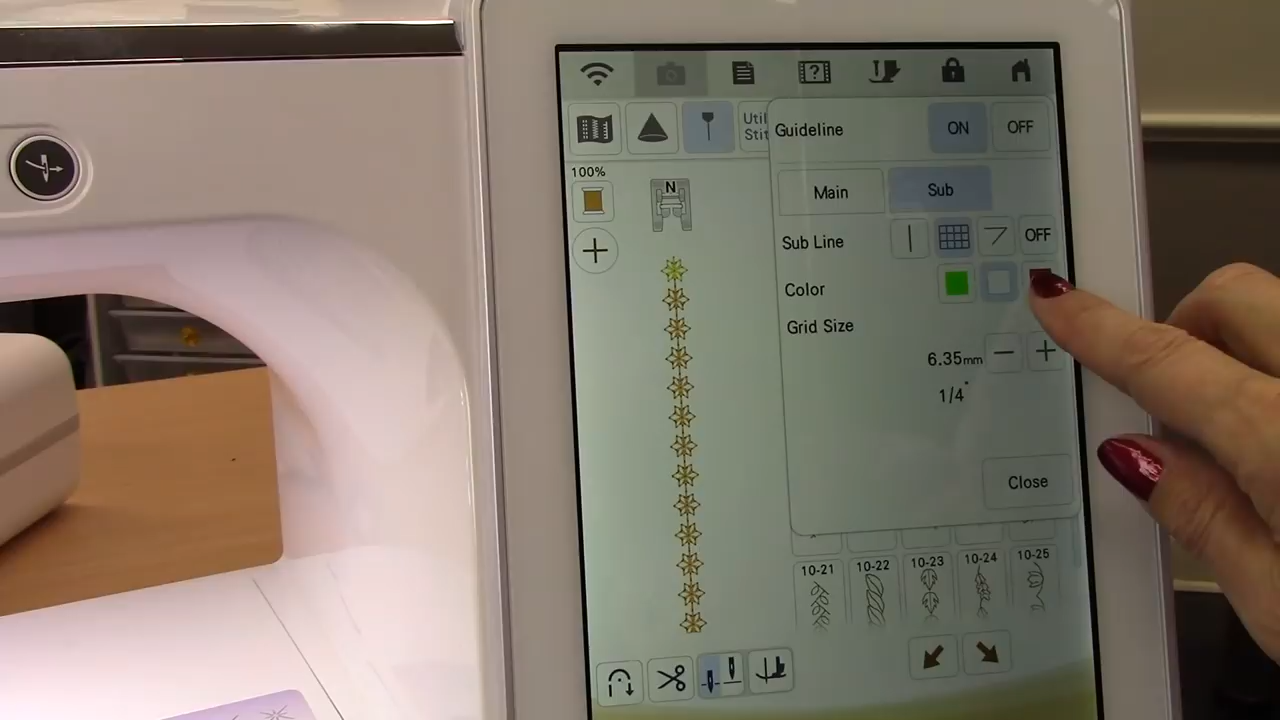 Guideline ON OFF
Util
Stit
Main Sub
100%
N
Sub Line OFF
Color
Grid Size
6.35mm
1/4"
Close
10-21 10-22 10-23 10-24 10-25